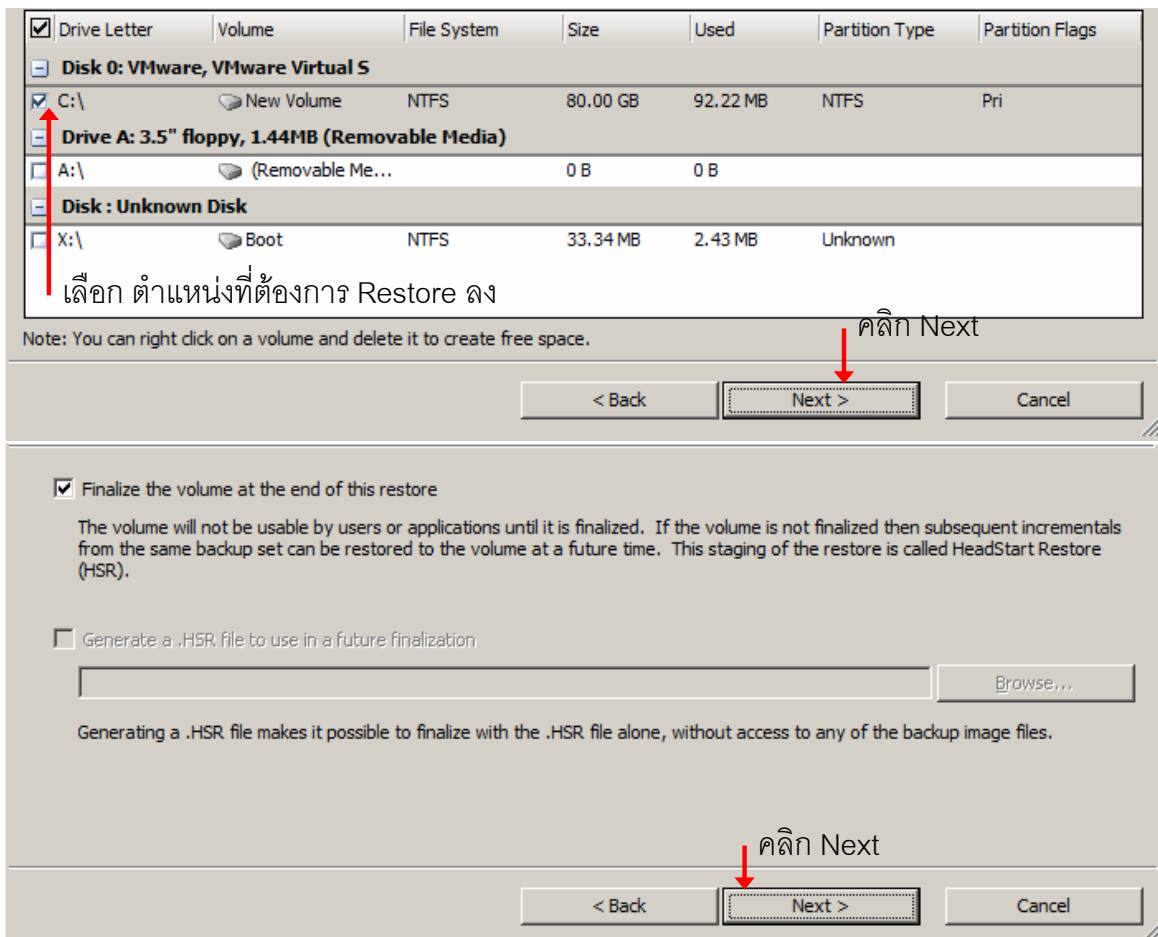 Drive Letter Volume File System Size Used Partition Type Partition Flags
Disk 0: VMware, VMware Virtual S
C:\ New Volume NTFS 80.00 GB 92.22 MB NTFS Pri
Drive A: 3.5" floppy, 1.44MB (Removable Media)
A:\ (Removable Me... 0 B 0 B
Disk : Unknown Disk
X:\ Boot NTFS 33.34 MB 2.43 MB Unknown
เลือก ตำแหน่งที่ต้องการ Restore ลง
คลิก Next
Note: You can right click on a volume and delete it to create free space.
< Back Next > Cancel
Finalize the volume at the end of this restore
The volume will not be usable by users or applications until it is finalized. If the volume is not finalized then subsequent incrementals
from the same backup set can be restored to the volume at a future time. This staging of the restore is called HeadStart Restore
(HSR).
Generate a .HSR file to use in a future finalization
Browse...
Generating a .HSR file makes it possible to finalize with the .HSR file alone, without access to any of the backup image files.
คลิก Next
< Back Next > Cancel